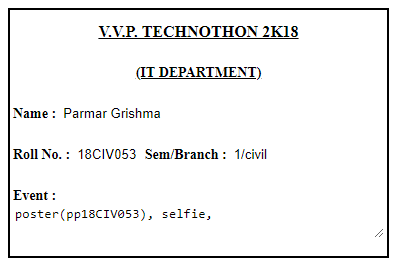 V.V.P. TECHNOTHON 2K18
(IT DEPARTMENT)
Name : Parmar Grishma
Roll No. : 18CIV053 Sem/Branch : 1/civil
Event :
poster(pp18CIV053), selfie,